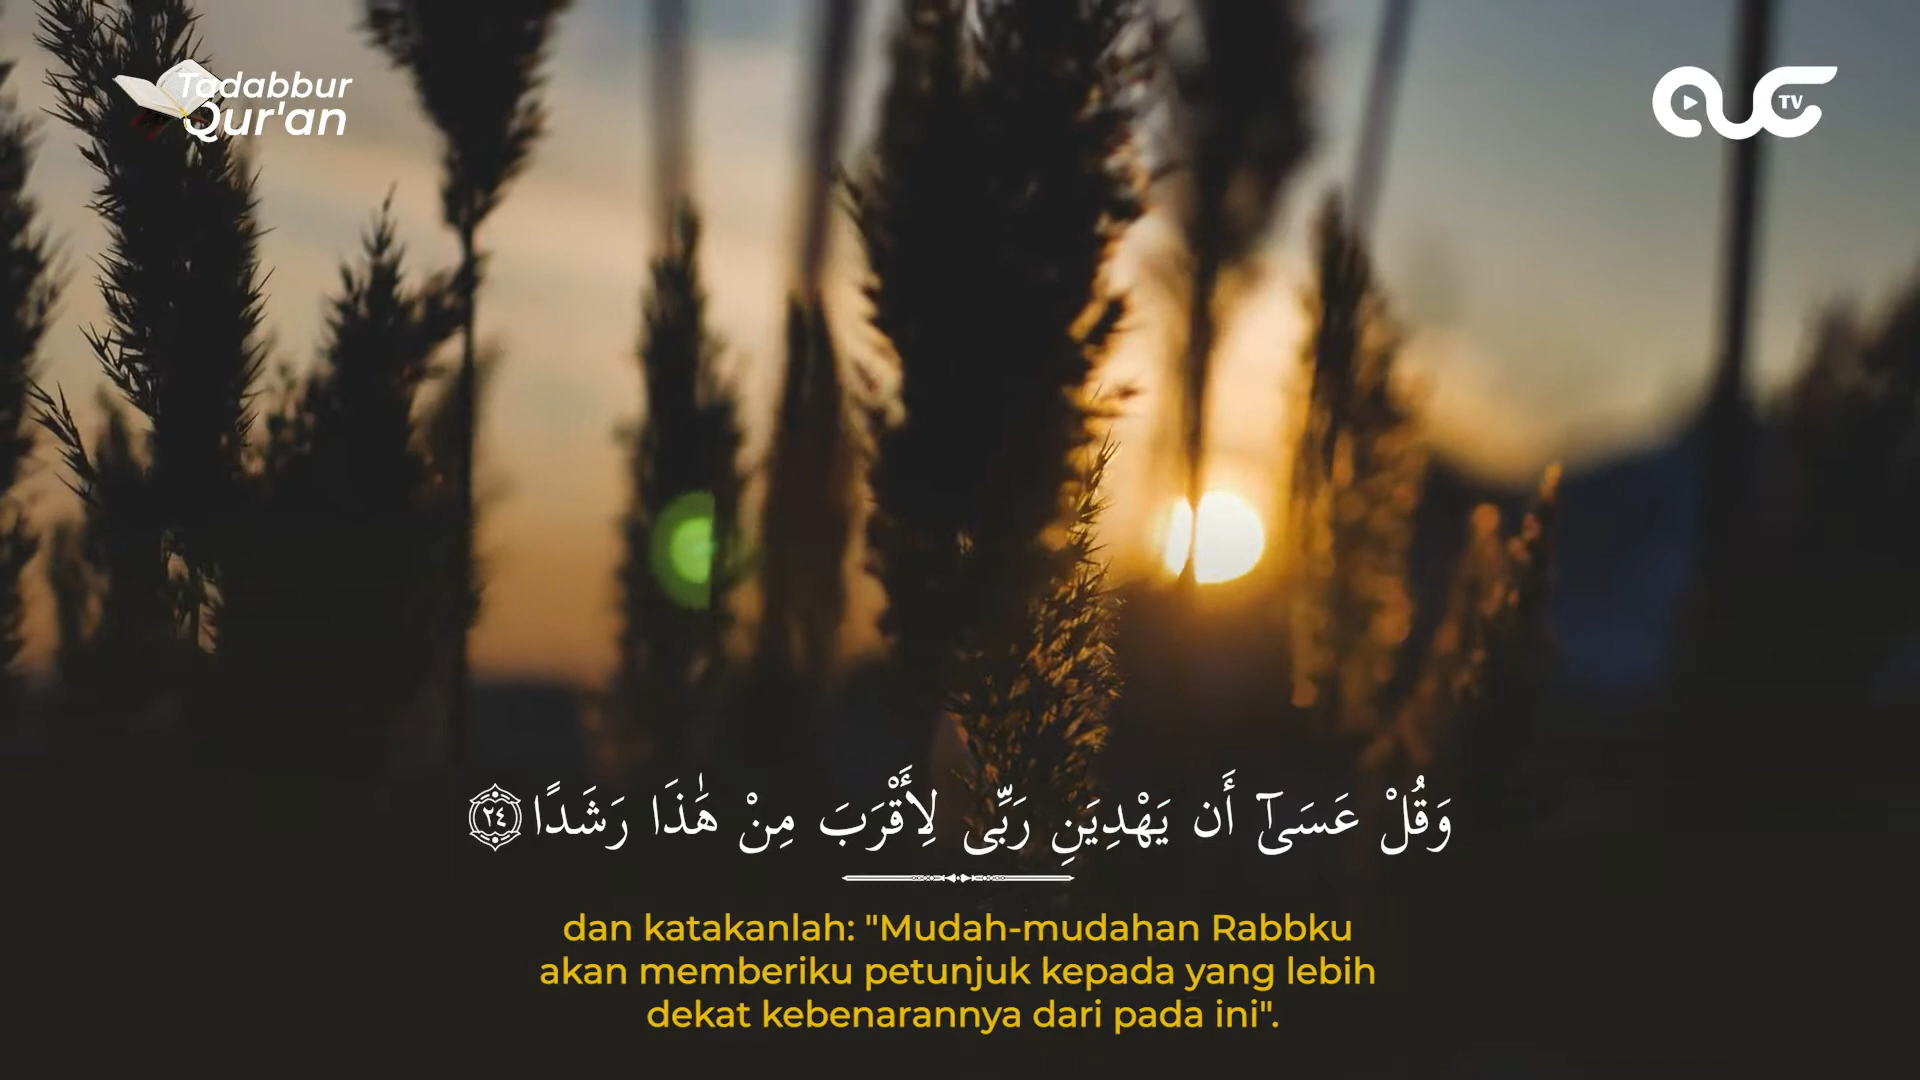 Tadabbur
Qur'an
TV
وَقُلْ عَسَىٰٓ أَن يَهْدِيَنِ رَبِّى لِأَقْرَبَ مِنْ هَٰذَا رَشَدًا ٢٤
dan katakanlah: "Mudah-mudahan Rabbku
akan memberiku petunjuk kepada yang lebih
dekat kebenarannya dari pada ini".